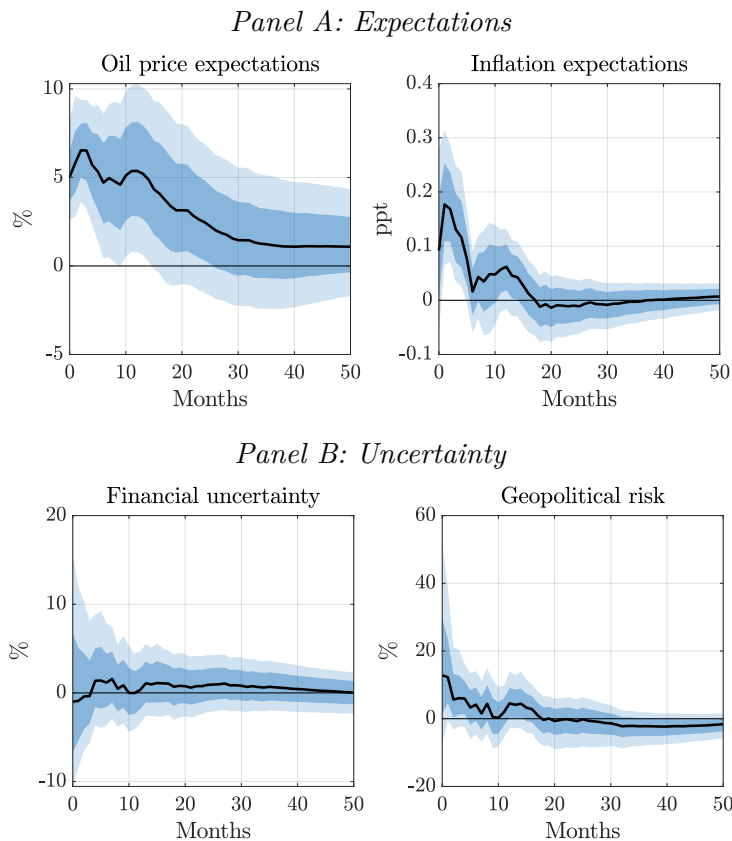 Panel A: Expectations
Oil price expectations
10
5
0
-5
%
0 10 20 30 40 50
Months
Inflation expectations
0.4
0.3
0.2
0.1
0
-0.1
ppt
0 10 20 30 40 50
Months
Panel B: Uncertainty
Financial uncertainty
20
10
0
-10
%
0 10 20 30 40 50
Months
Geopolitical risk
60
40
20
0
-20
%
0 10 20 30 40 50
Months